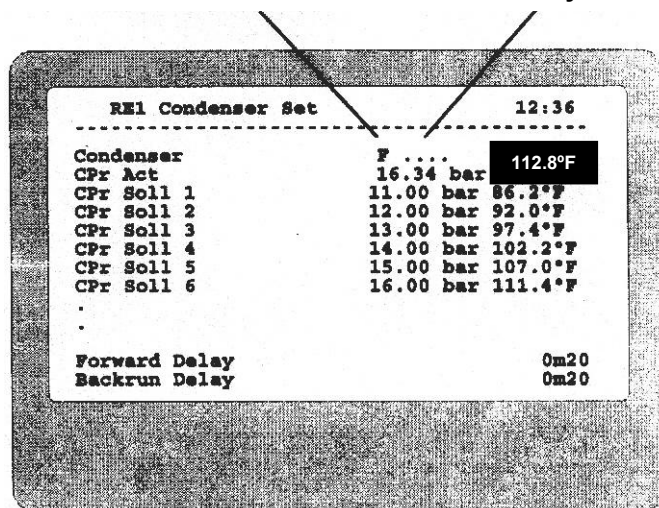 RE1 Condenser Set 12:36
Condenser F ....
CPr Act 16.34 bar 112.8ºF
CPr Soll 1 11.00 bar 86.2°F
CPr Soll 2 12.00 bar 92.0°F
CPr Soll 3 13.00 bar 97.4°F
CPr Soll 4 14.00 bar 102.2°F
CPr Soll 5 15.00 bar 107.0°F
CPr Soll 6 16.00 bar 111.4°F
.
.
Forward Delay 0m20
Backrun Delay 0m20